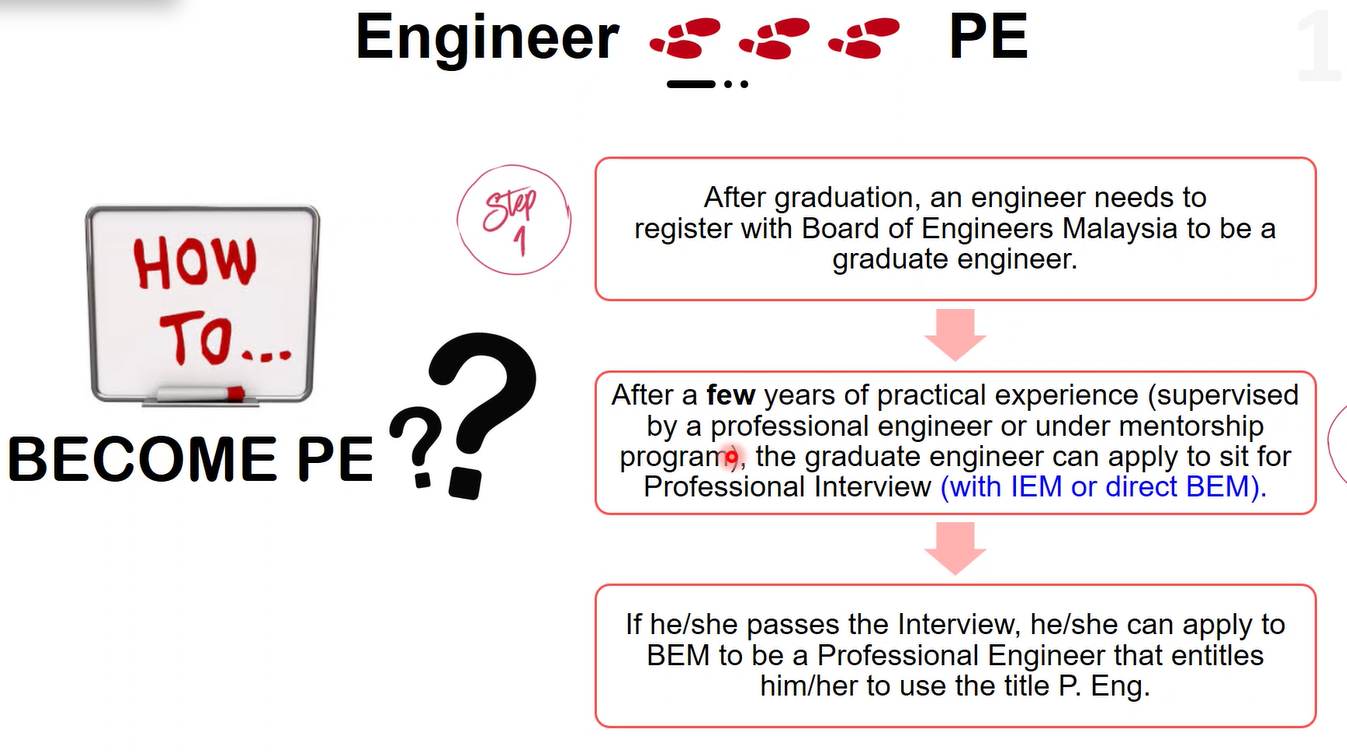 Engineer PE
1
HOW
TO...
BECOME PE
??
Step
1
After graduation, an engineer needs to
register with Board of Engineers Malaysia to be a
graduate engineer.
After a few years of practical experience (supervised
by a professional engineer or under mentorship
program), the graduate engineer can apply to sit for
Professional Interview (with IEM or direct BEM).
If he/she passes the Interview, he/she can apply to
BEM to be a Professional Engineer that entitles
him/her to use the title P. Eng.